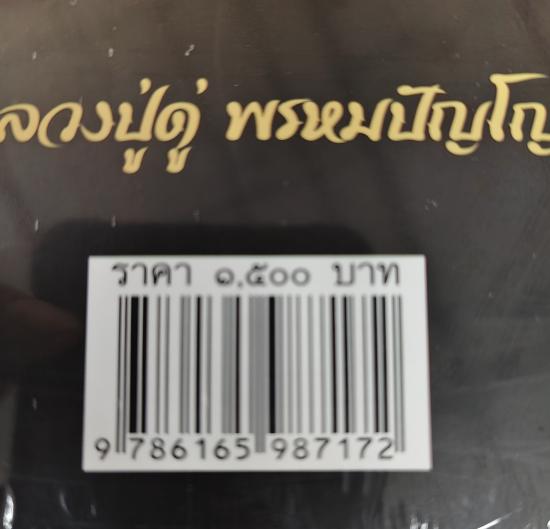 ลวงปู่ดู่ พรหมปัญโญ
ราคา ๑,๕๐๐ บาท
9 786165 987172